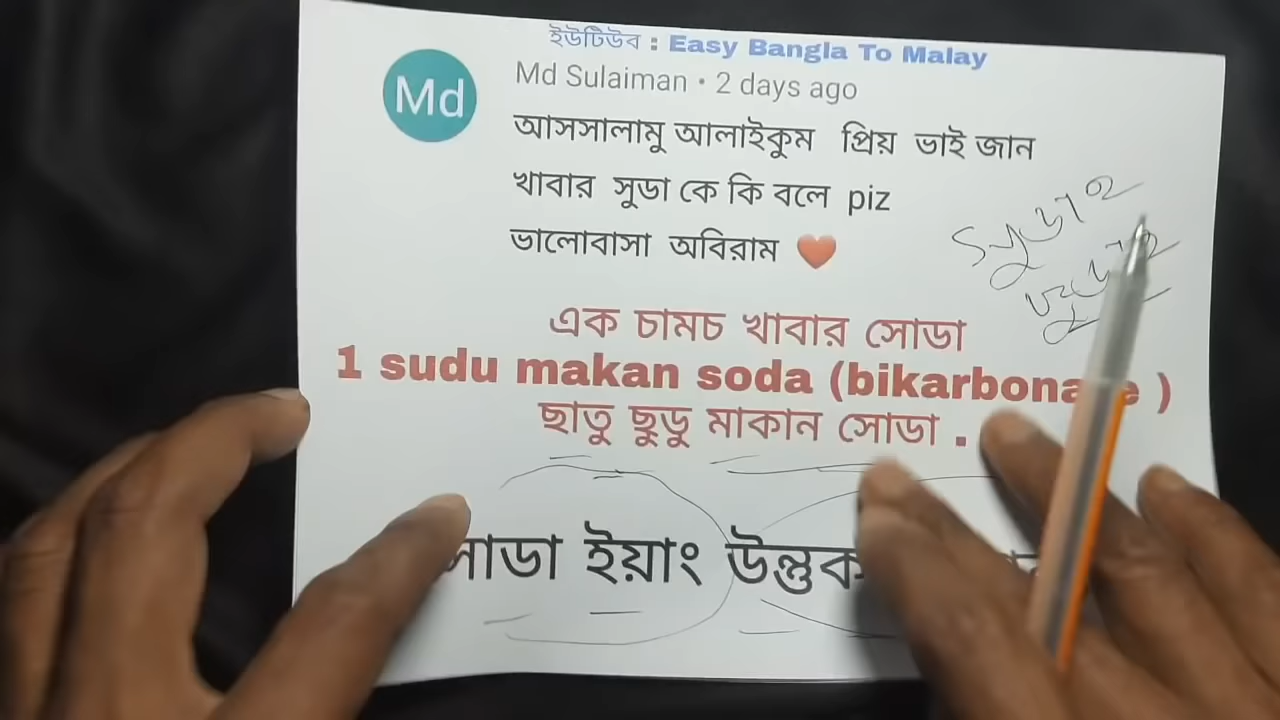 ইউটিউব : Easy Bangla To Malay
Md
Md Sulaiman • 2 days ago
আসসালামু আলাইকুম প্রিয় ভাই জান
খাবার সুডা কে কি বলে piz
ভালোবাসা অবিরাম ❤️
এক চামচ খাবার সোডা
1 sudu makan soda ( )
ছাতু ছুডু মাকান সোডা .
ইয়াং